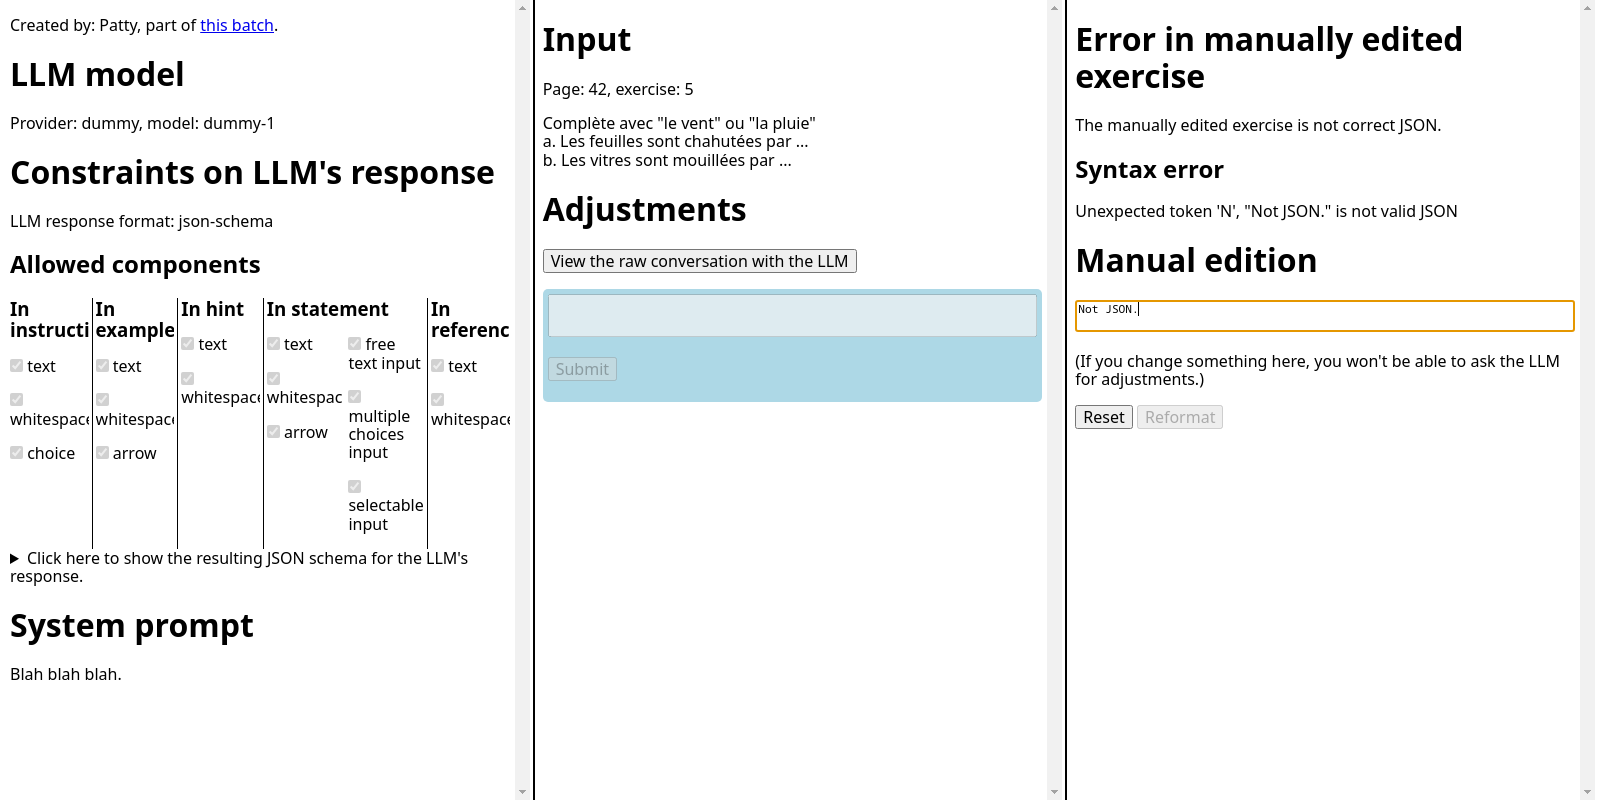 Created by: Patty, part of this batch.
LLM model
Provider: dummy, model: dummy-1
Constraints on LLM's response
LLM response format: json-schema
Allowed components
In
instructi
text
whitespace
choice
In
example
text
whitespace
arrow
In hint
text
whitespace
In statement
text
whitespac
arrow
free
text input
multiple
choices
input
selectable
input
In
referenc
text
whitespace
Click here to show the resulting JSON schema for the LLM's
response.
System prompt
Blah blah blah.
Input
Page: 42, exercise: 5
Complète avec "le vent" ou "la pluie"
a. Les feuilles sont chahutées par ...
b. Les vitres sont mouillées par ...
Adjustments
View the raw conversation with the LLM
Submit
Error in manually edited
exercise
The manually edited exercise is not correct JSON.
Syntax error
Unexpected token 'N', "Not JSON." is not valid JSON
Manual edition
Not JSON.
(If you change something here, you won't be able to ask the LLM
for adjustments.)
Reset Reformat